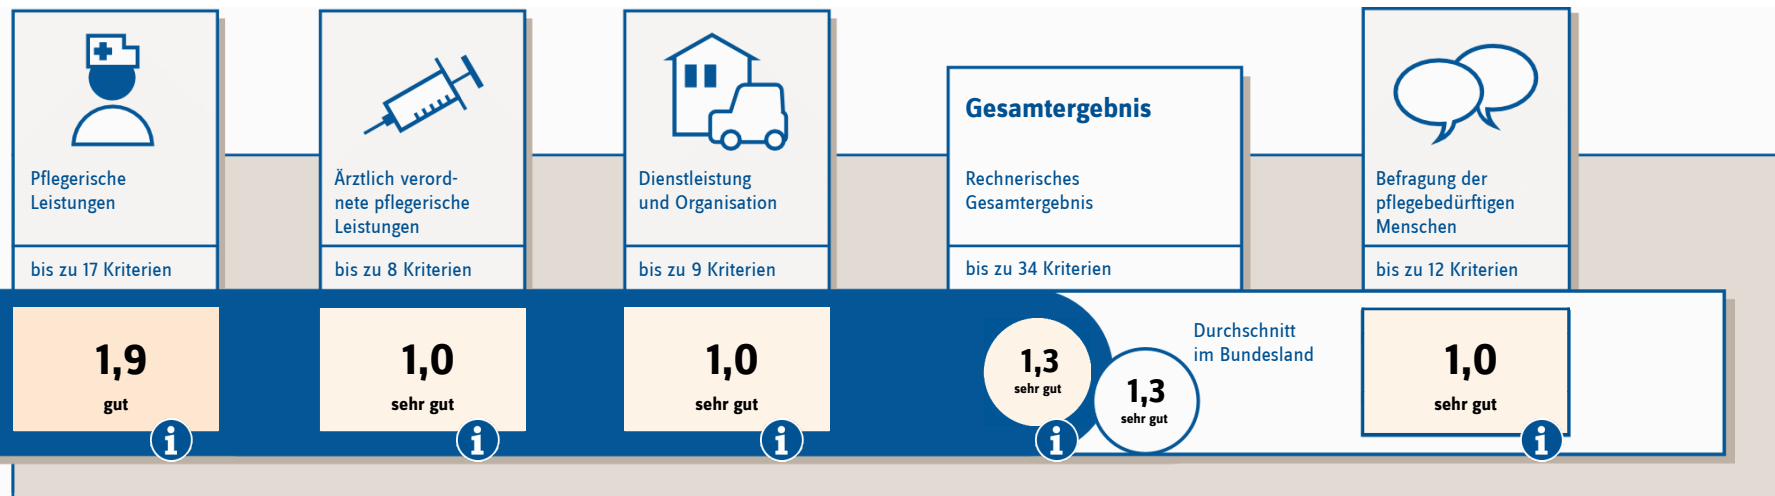 Pflegerische
Leistungen
bis zu 17 Kriterien
1,9
gut
Ärztlich verord-
nete pflegerische
Leistungen
bis zu 8 Kriterien
1,0
sehr gut
Dienstleistung
und Organisation
bis zu 9 Kriterien
1,0
sehr gut
Gesamtergebnis
Rechnerisches
Gesamtergebnis
bis zu 34 Kriterien
1,3
sehr gut
1,3
sehr gut
Durchschnitt
im Bundesland
Befragung der
pflegebedürftigen
Menschen
bis zu 12 Kriterien
1,0
sehr gut